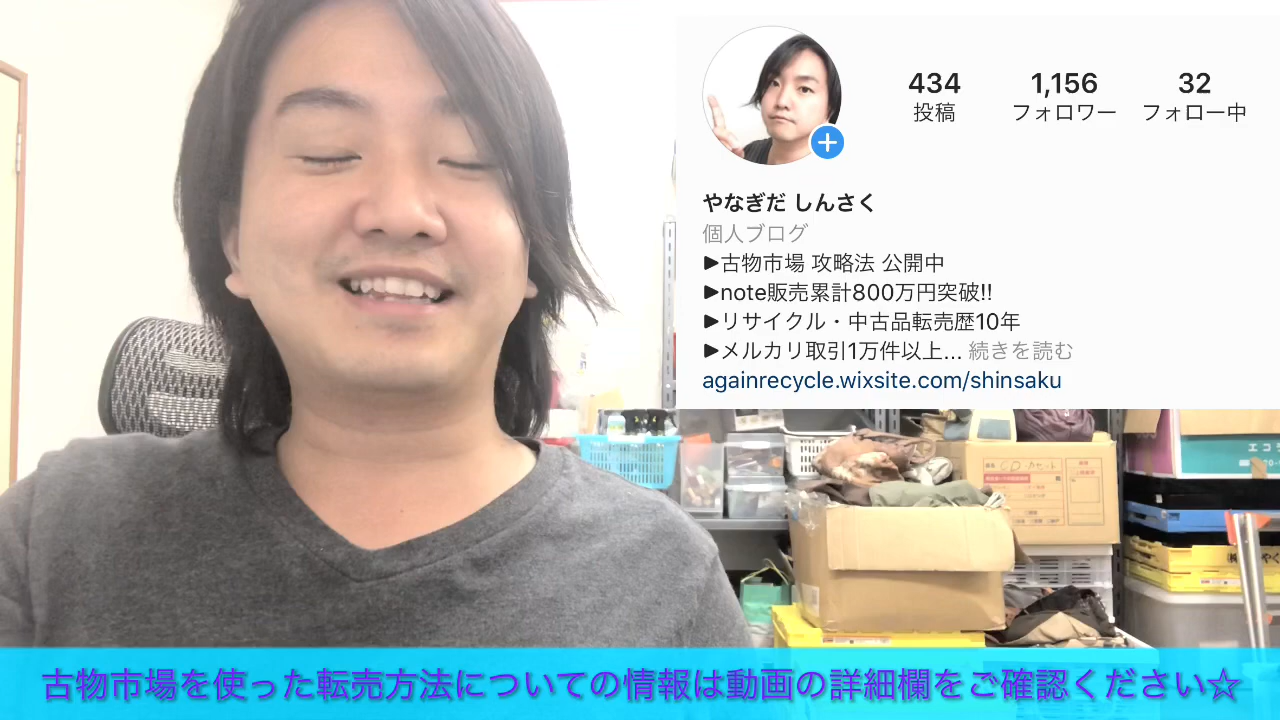 434
投稿
1,156
フォロワー
32
フォロー中
やなぎだ しんさく
個人ブログ
▶古物市場 攻略法 公開中
▶note販売累計800万円突破!!
▶リサイクル・中古品転売歴10年
▶メルカリ取引1万件以上... 続きを読む
againrecycle.wixsite.com/shinsaku
エコ
古物市場を使った転売方法についての情報は動画の詳細欄をご確認ください☆